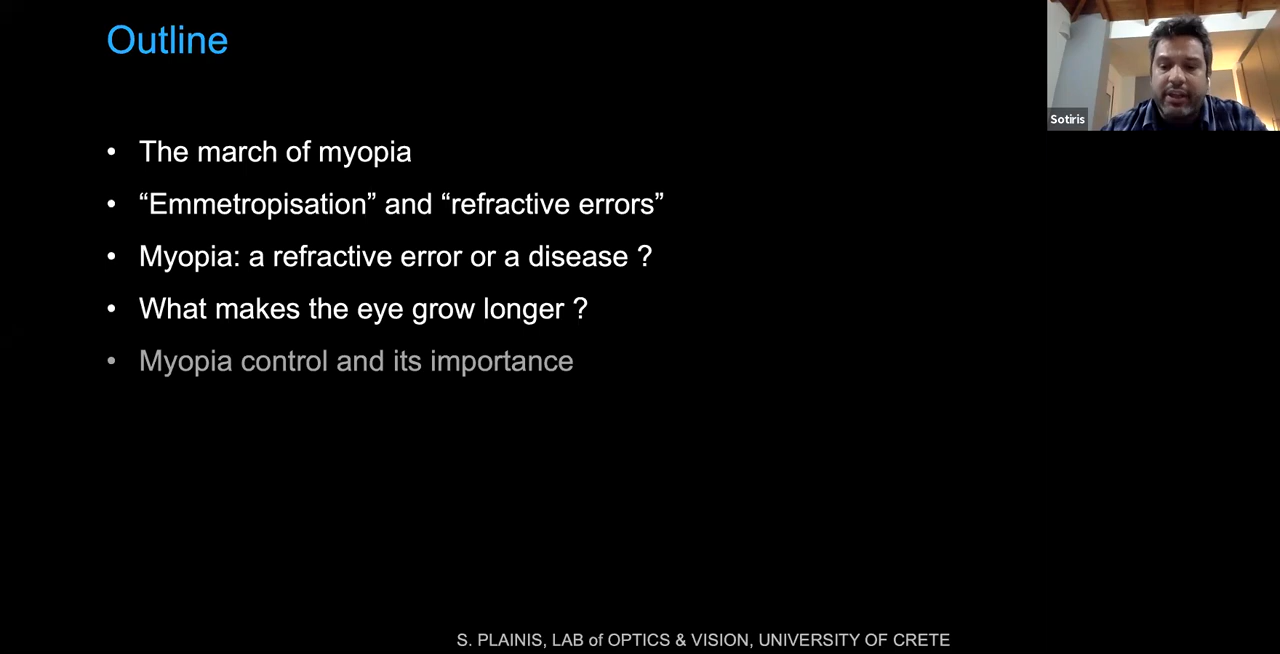 Outline
Sotiris
• The march of myopia
• “Emmetropisation” and “refractive errors”
• Myopia: a refractive error or a disease ?
• What makes the eye grow longer ?
• Myopia control and its importance
S. PLAINIS, LAB of OPTICS & VISION, UNIVERSITY OF CRETE